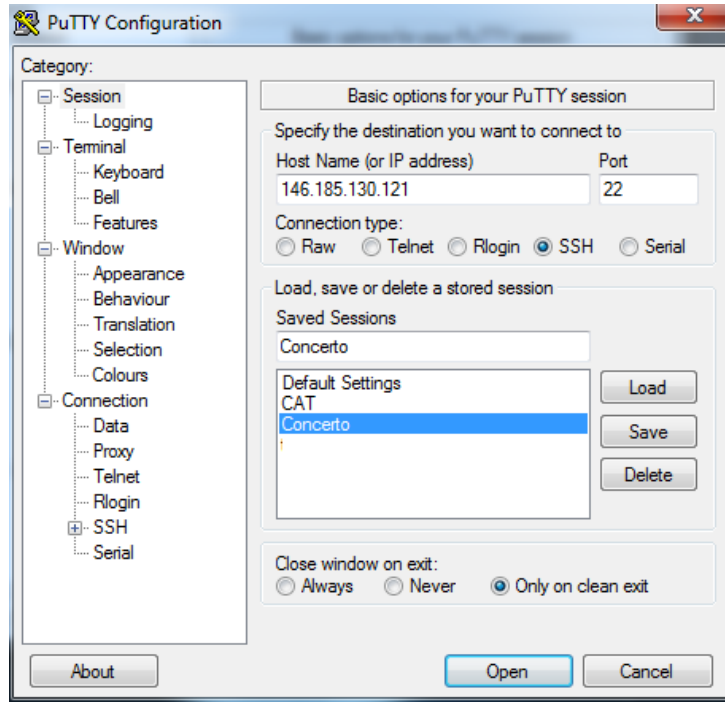 PuTTY Configuration
Category:
Session
Logging
Terminal
Keyboard
Bell
Features
Window
Appearance
Behaviour
Translation
Selection
Colours
Connection
Data
Proxy
Telnet
Rlogin
SSH
Serial
Basic options for your PuTTY session
Specify the destination you want to connect to
Host Name (or IP address) Port
146.185.130.121 22
Connection type:
Raw Telnet Rlogin SSH Serial
Load, save or delete a stored session
Saved Sessions
Concerto
Default Settings
CAT
Concerto
Load
Save
Delete
Close window on exit:
Always Never Only on clean exit
About Open Cancel